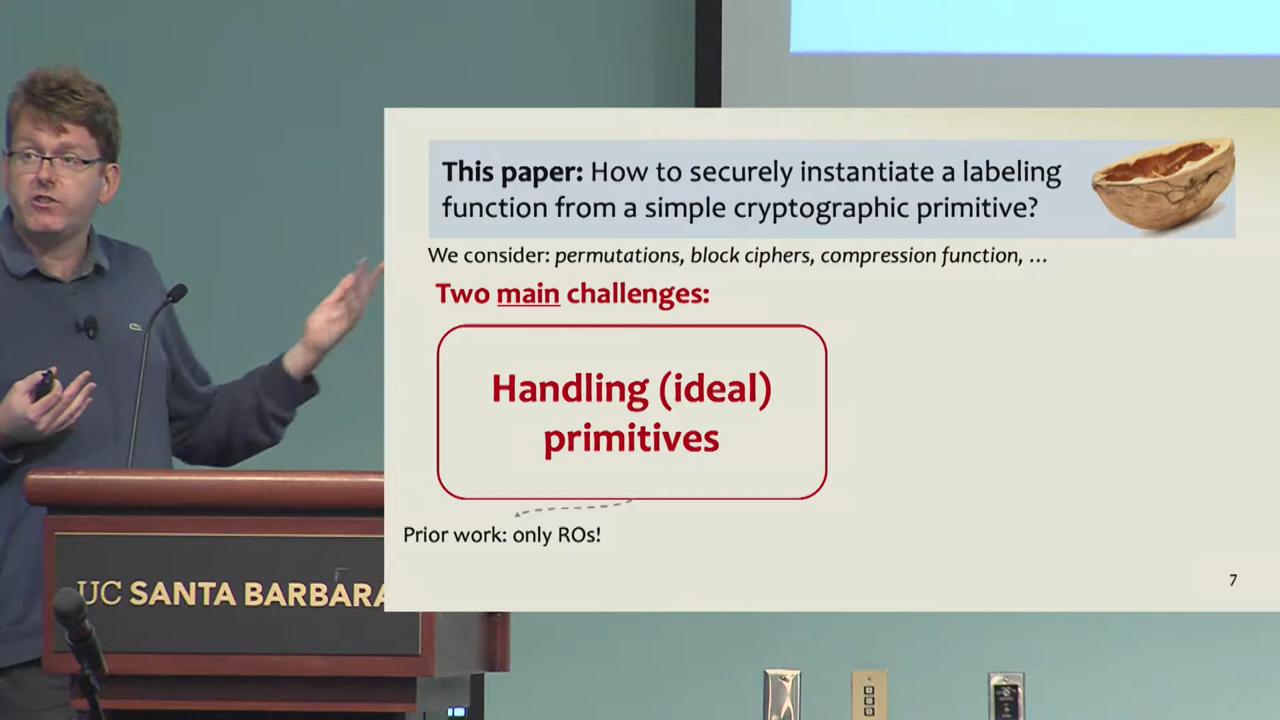 This paper: How to securely instantiate a labeling
function from a simple cryptographic primitive?
We consider: permutations, block ciphers, compression function, ...
Two main challenges:
Handling (ideal)
primitives
Prior work: only ROs!
7
UC SANTA BARBARA